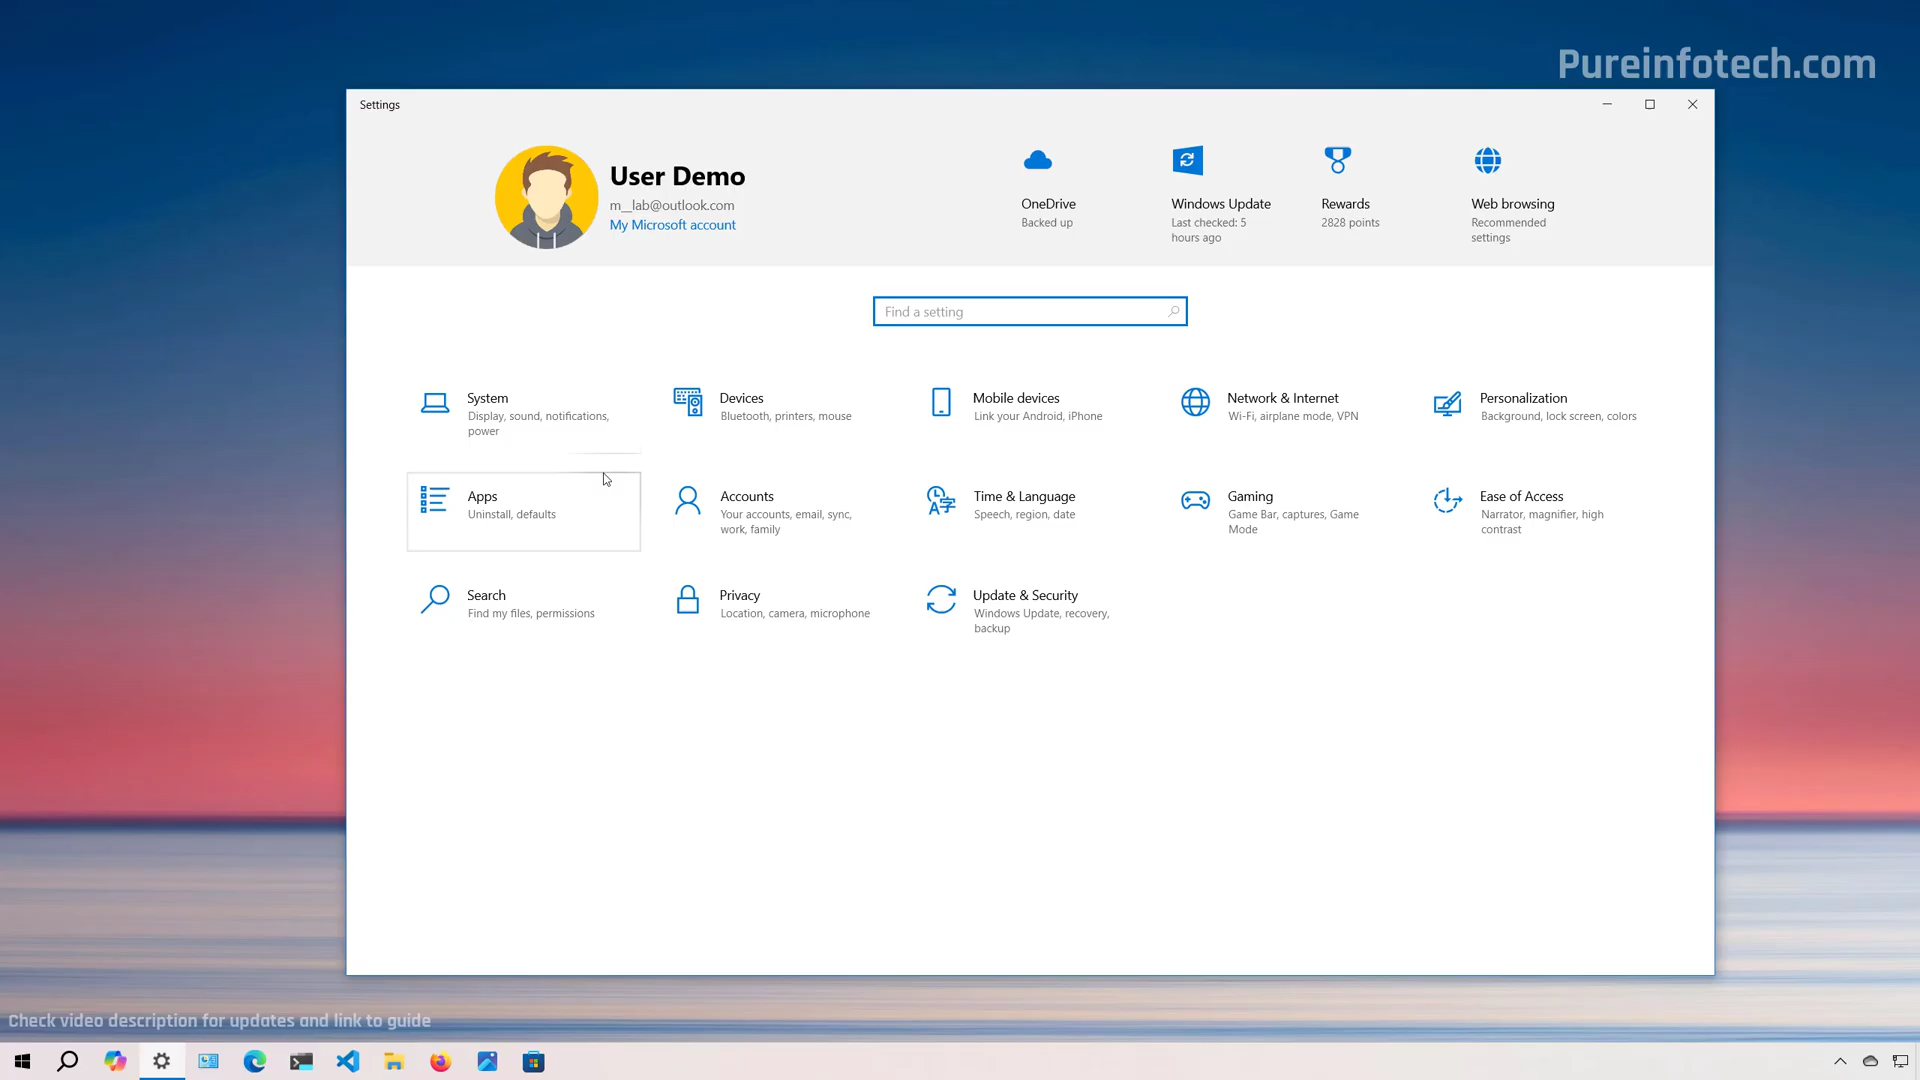 Pureinfotech.com
Settings
User Demo
m__lab@outlook.com
My Microsoft account
OneDrive
Backed up
Windows Update
Last checked: 5
hours ago
Rewards
2828 points
Web browsing
Recommended
settings
Find a setting
System
Display, sound, notifications,
power
Devices
Bluetooth, printers, mouse
Mobile devices
Link your Android, iPhone
Network & Internet
Wi-Fi, airplane mode, VPN
Personalization
Background, lock screen, colors
Apps
Uninstall, defaults
Accounts
Your accounts, email, sync,
work, family
Time & Language
Speech, region, date
Gaming
Game Bar, captures, Game
Mode
Ease of Access
Narrator, magnifier, high
contrast
Search
Find my files, permissions
Privacy
Location, camera, microphone
Update & Security
Windows Update, recovery,
backup
Check video description for updates and link to guide